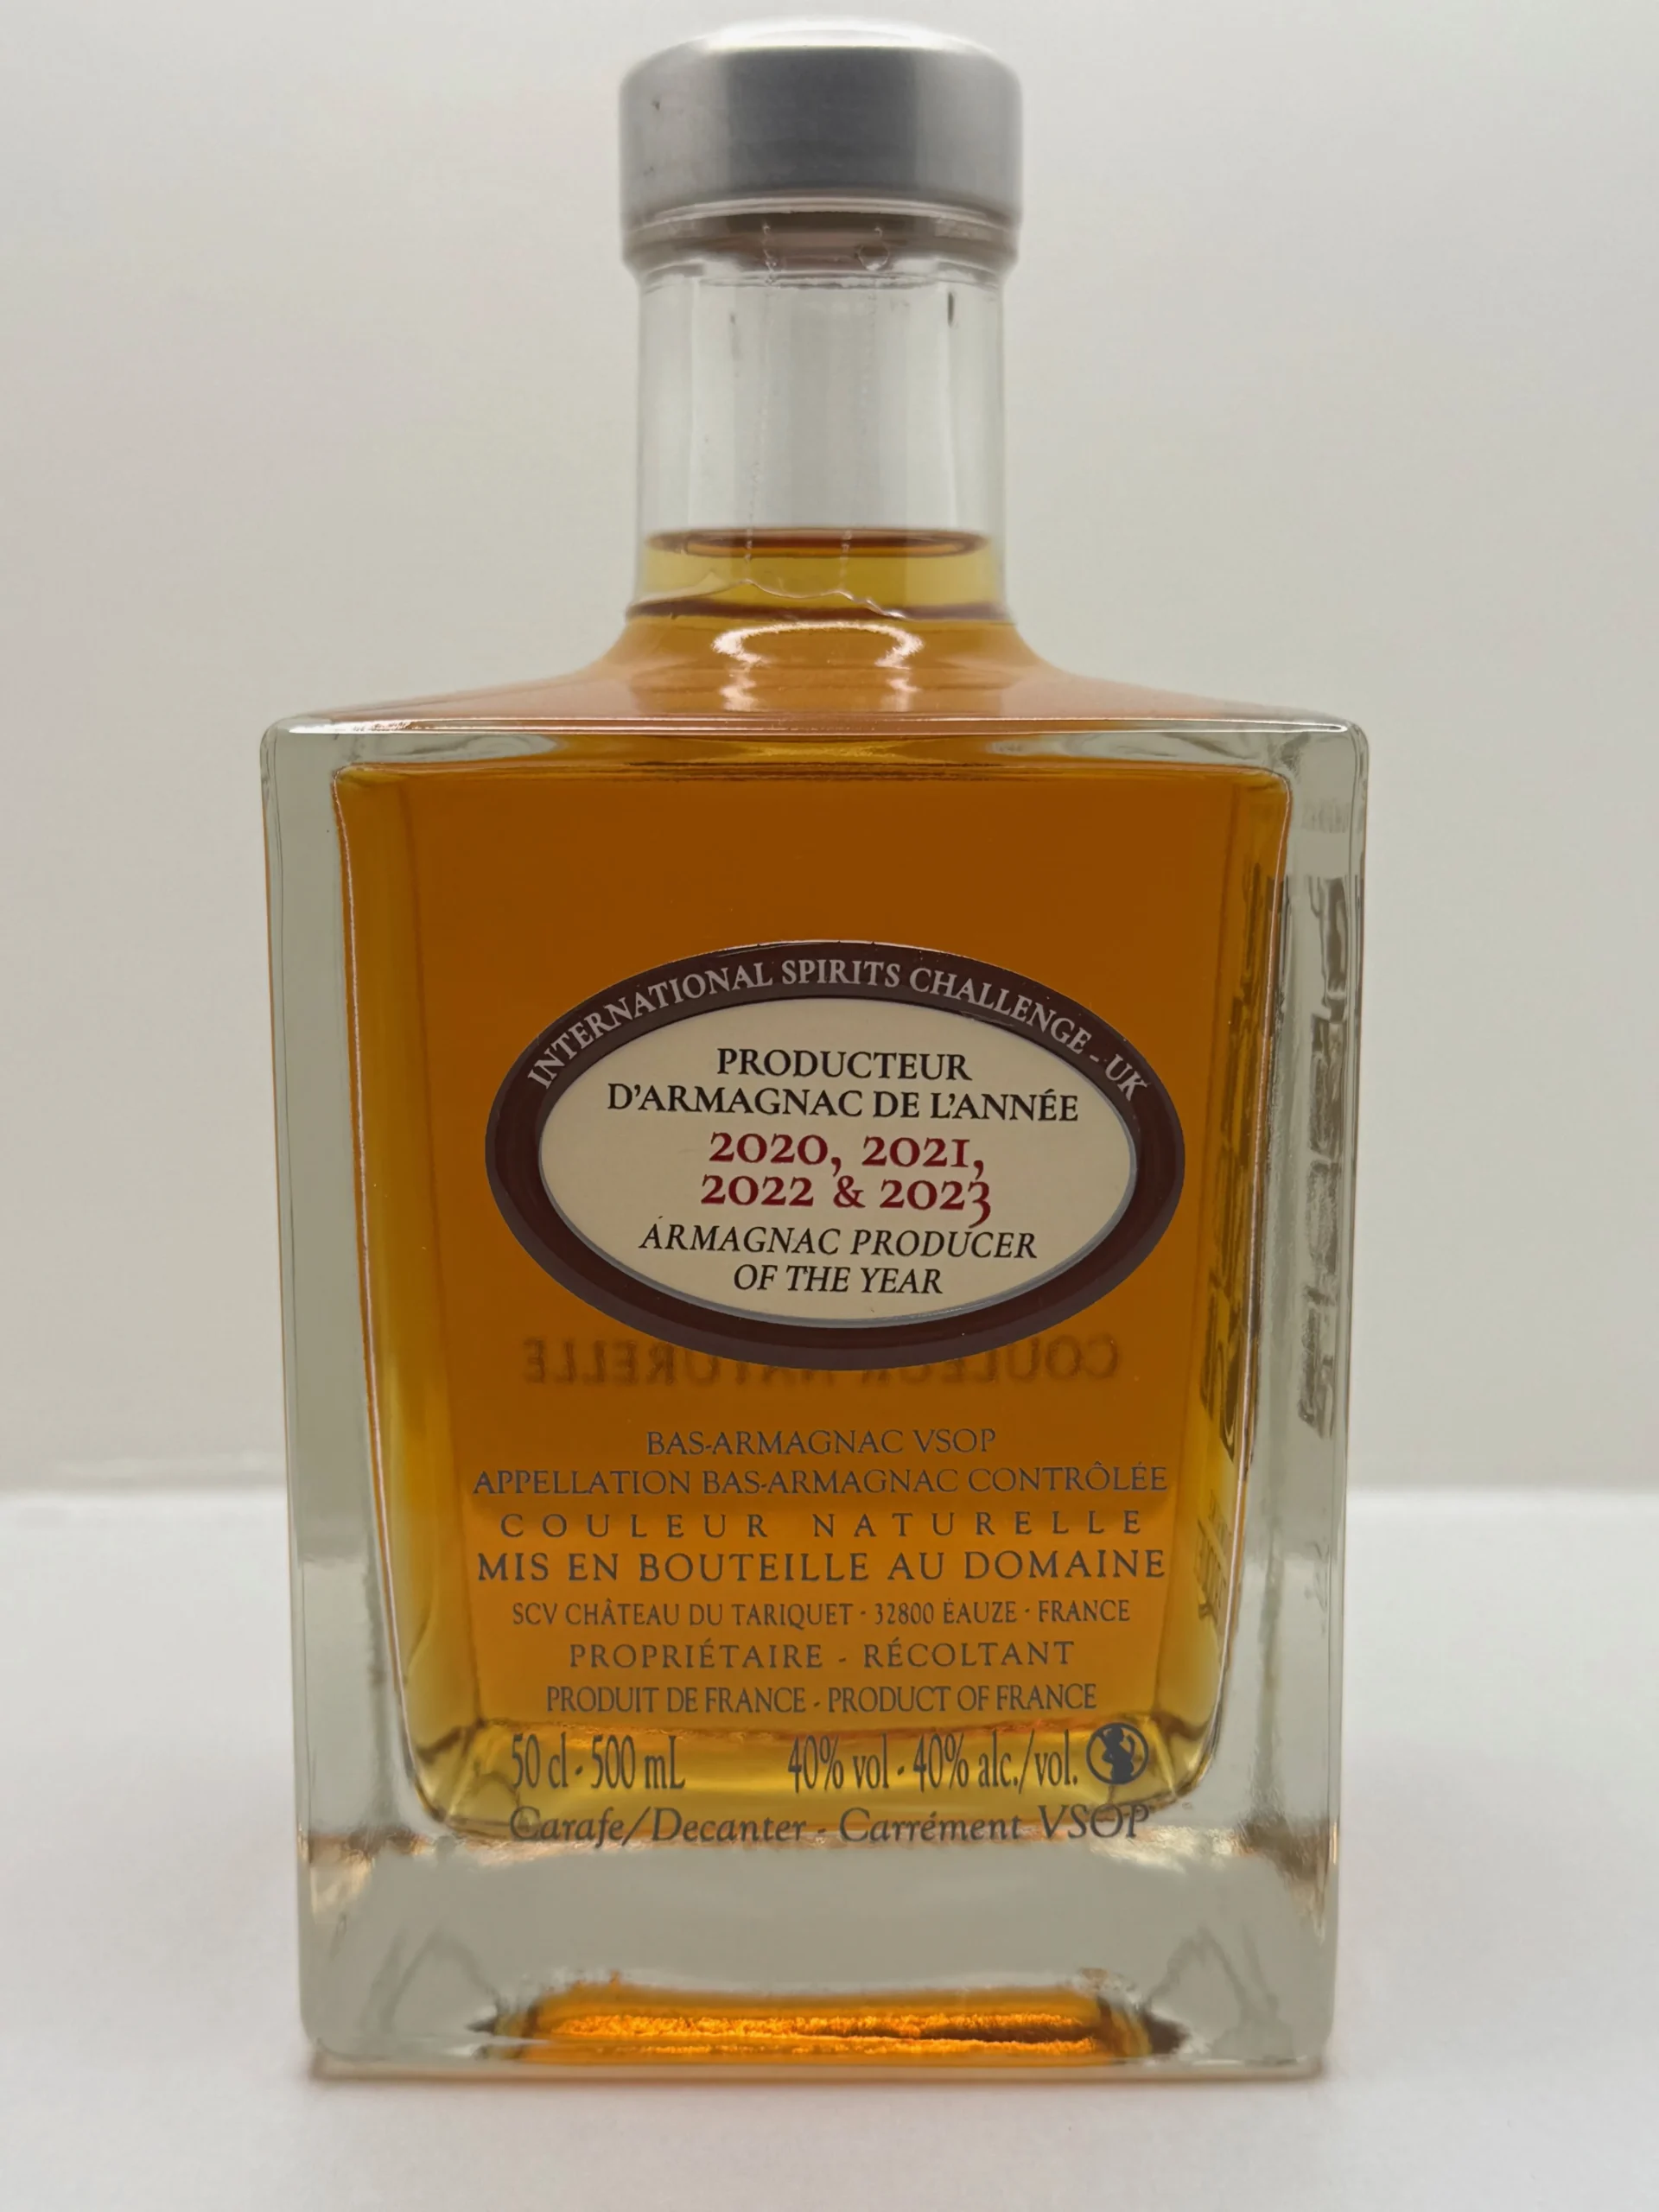 INTERNATIONAL SPIRITS CHALLENGE - UK
PRODUCTEUR
D'ARMAGNAC DE L'ANNÉE
2020, 2021,
2022 & 2023
ARMAGNAC PRODUCER
OF THE YEAR
COULEUR NATURELLE
BAS-ARMAGNAC VSOP
APPELLATION BAS-ARMAGNAC CONTRÔLÉE
COULEUR NATURELLE
MIS EN BOUTEILLE AU DOMAINE
SCV CHÂTEAU DU TARIQUET · 32800 ÉAUZE · FRANCE
PROPRIÉTAIRE - RÉCOLTANT
PRODUIT DE FRANCE - PRODUCT OF FRANCE
50 cl - 500 mL 40% vol - 40% alc./vol.
Carafe/Decanter - Carrément VSOP